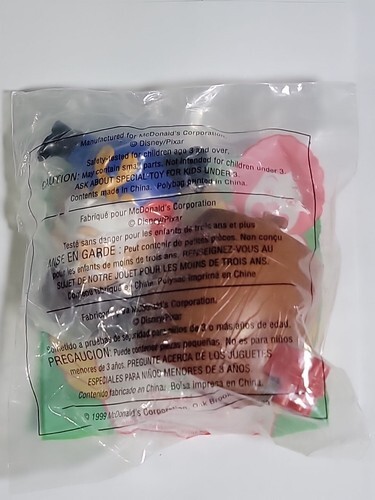 Manufactured for McDonald's Corporation.
© Disney/Pixar
Safety-tested for children age 3 and over.
CAUTION: May contain small parts. Not intended for children under 3.
ASK ABOUT SPECIAL TOY FOR KIDS UNDER 3.
Contents made in China. Polybag printed in China.
Fabriqué pour McDonald's Corporation
© Disney/Pixar
Testé sans danger pour les enfants de trois ans et plus
MISE EN GARDE: Peut contenir de petites pièces. Non conçu
pour les enfants de moins de trois ans. RENSEIGNEZ-VOUS AU
SUJET DE NOTRE JOUET POUR LES MOINS DE TROIS ANS.
Contenu fabriqué en Chine. Polysac imprimé en Chine
Fabricado para McDonald's Corporation.
© Disney/Pixar
Sometido a pruebas de seguridad para niños de 3 o más años de edad.
PRECAUCION: Puede contener piezas pequeñas. No es para niños
menores de 3 años. PREGUNTE ACERCA DE LOS JUGUETES
ESPECIALES PARA NIÑOS MENORES DE 3 AÑOS.
Contenido fabricado en China. Bolsa impresa en China.
© 1999 McDonald's Corporation, Oak Brook